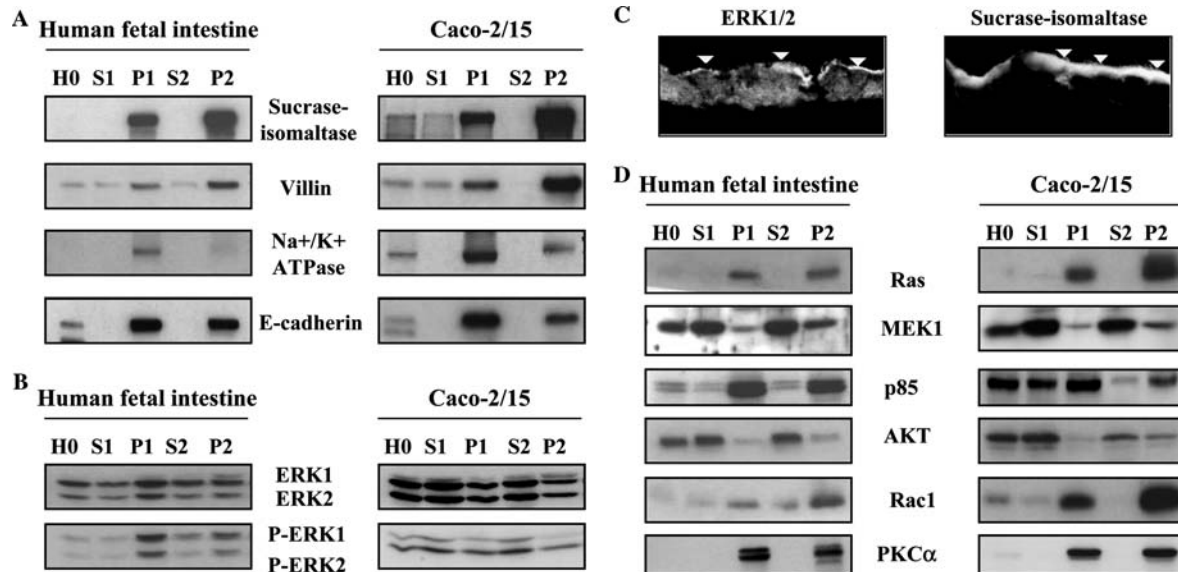 A
Human fetal intestine
Caco-2/15
H0 S1 P1 S2 P2
H0 S1 P1 S2 P2
Sucrase-
isomaltase
Villin
Na+/K+
ATPase
E-cadherin
B
Human fetal intestine
Caco-2/15
H0 S1 P1 S2 P2
H0 S1 P1 S2 P2
ERK1
ERK2
P-ERK1
P-ERK2
C
ERK1/2
Sucrase-isomaltase
D
Human fetal intestine
Caco-2/15
H0 S1 P1 S2 P2
H0 S1 P1 S2 P2
Ras
MEK1
p85
AKT
Rac1
PKCα